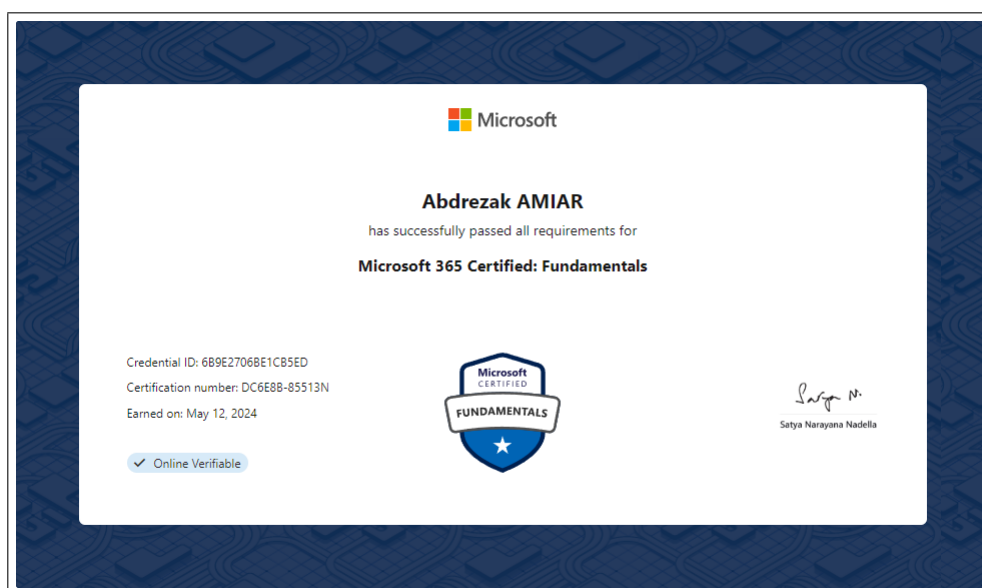 Microsoft
Abdrezak AMIAR
has successfully passed all requirements for
Microsoft 365 Certified: Fundamentals
Credential ID: 6B9E2706BE1CB5ED
Certification number: DC6E8B-85513N
Earned on: May 12, 2024
Online Verifiable
Microsoft
CERTIFIED
FUNDAMENTALS
Satya N.
Satya Narayana Nadella